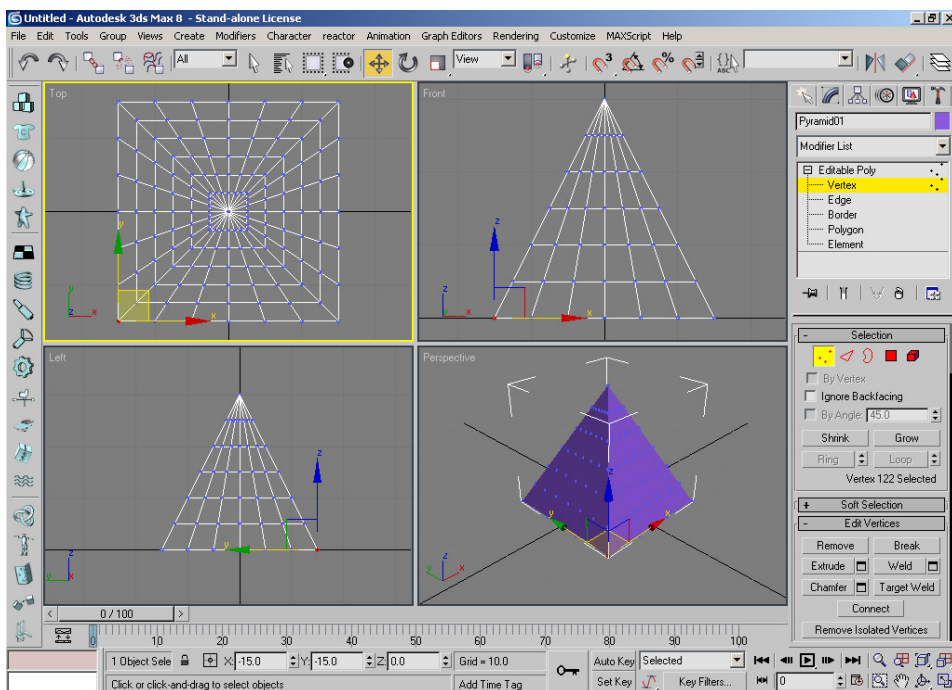 Untitled - Autodesk 3ds Max 8 - Stand-alone License
File Edit Tools Group Views Create Modifiers Character reactor Animation Graph Editors Rendering Customize MAXScript Help
All
View
3
%
ABC
Top
Front
Pyramid01
Modifier List
Editable Poly
Vertex
Edge
Border
Polygon
Element
y
x
z
x
y
z x
z
y x
Selection
By Vertex
Ignore Backfacing
By Angle: 45.0
Shrink Grow
Ring Loop
Vertex 122 Selected
Soft Selection
Edit Vertices
Remove Break
Extrude Weld
Chamfer Target Weld
Connect
Remove Isolated Vertices
Left
Perspective
z
y
z
y x
z
y x
z
y x
< 0 / 100 >
0 10 20 30 40 50 60 70 80 90 100
1 Object Sele X: -15.0 Y: -15.0 Z: 0.0 Grid = 10.0 Auto Key Selected
Click or click-and-drag to select objects Add Time Tag Set Key Key Filters... 0